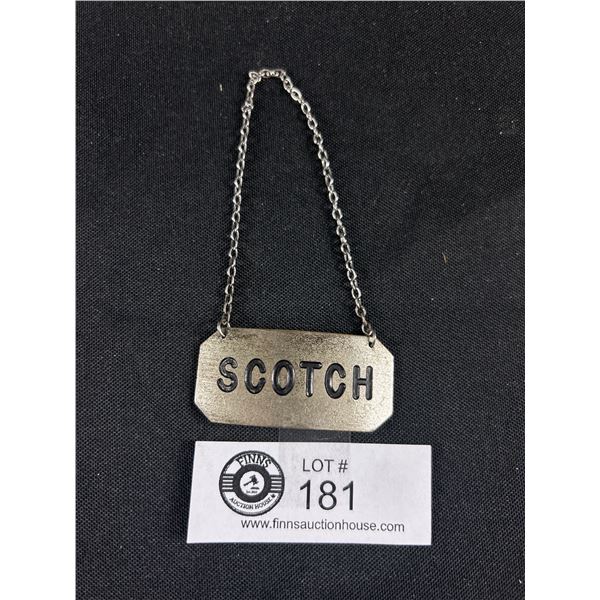 SCOTCH
FINNS
AUCTION HOUSE
LOT #
181
www.finnsauctionhouse.com